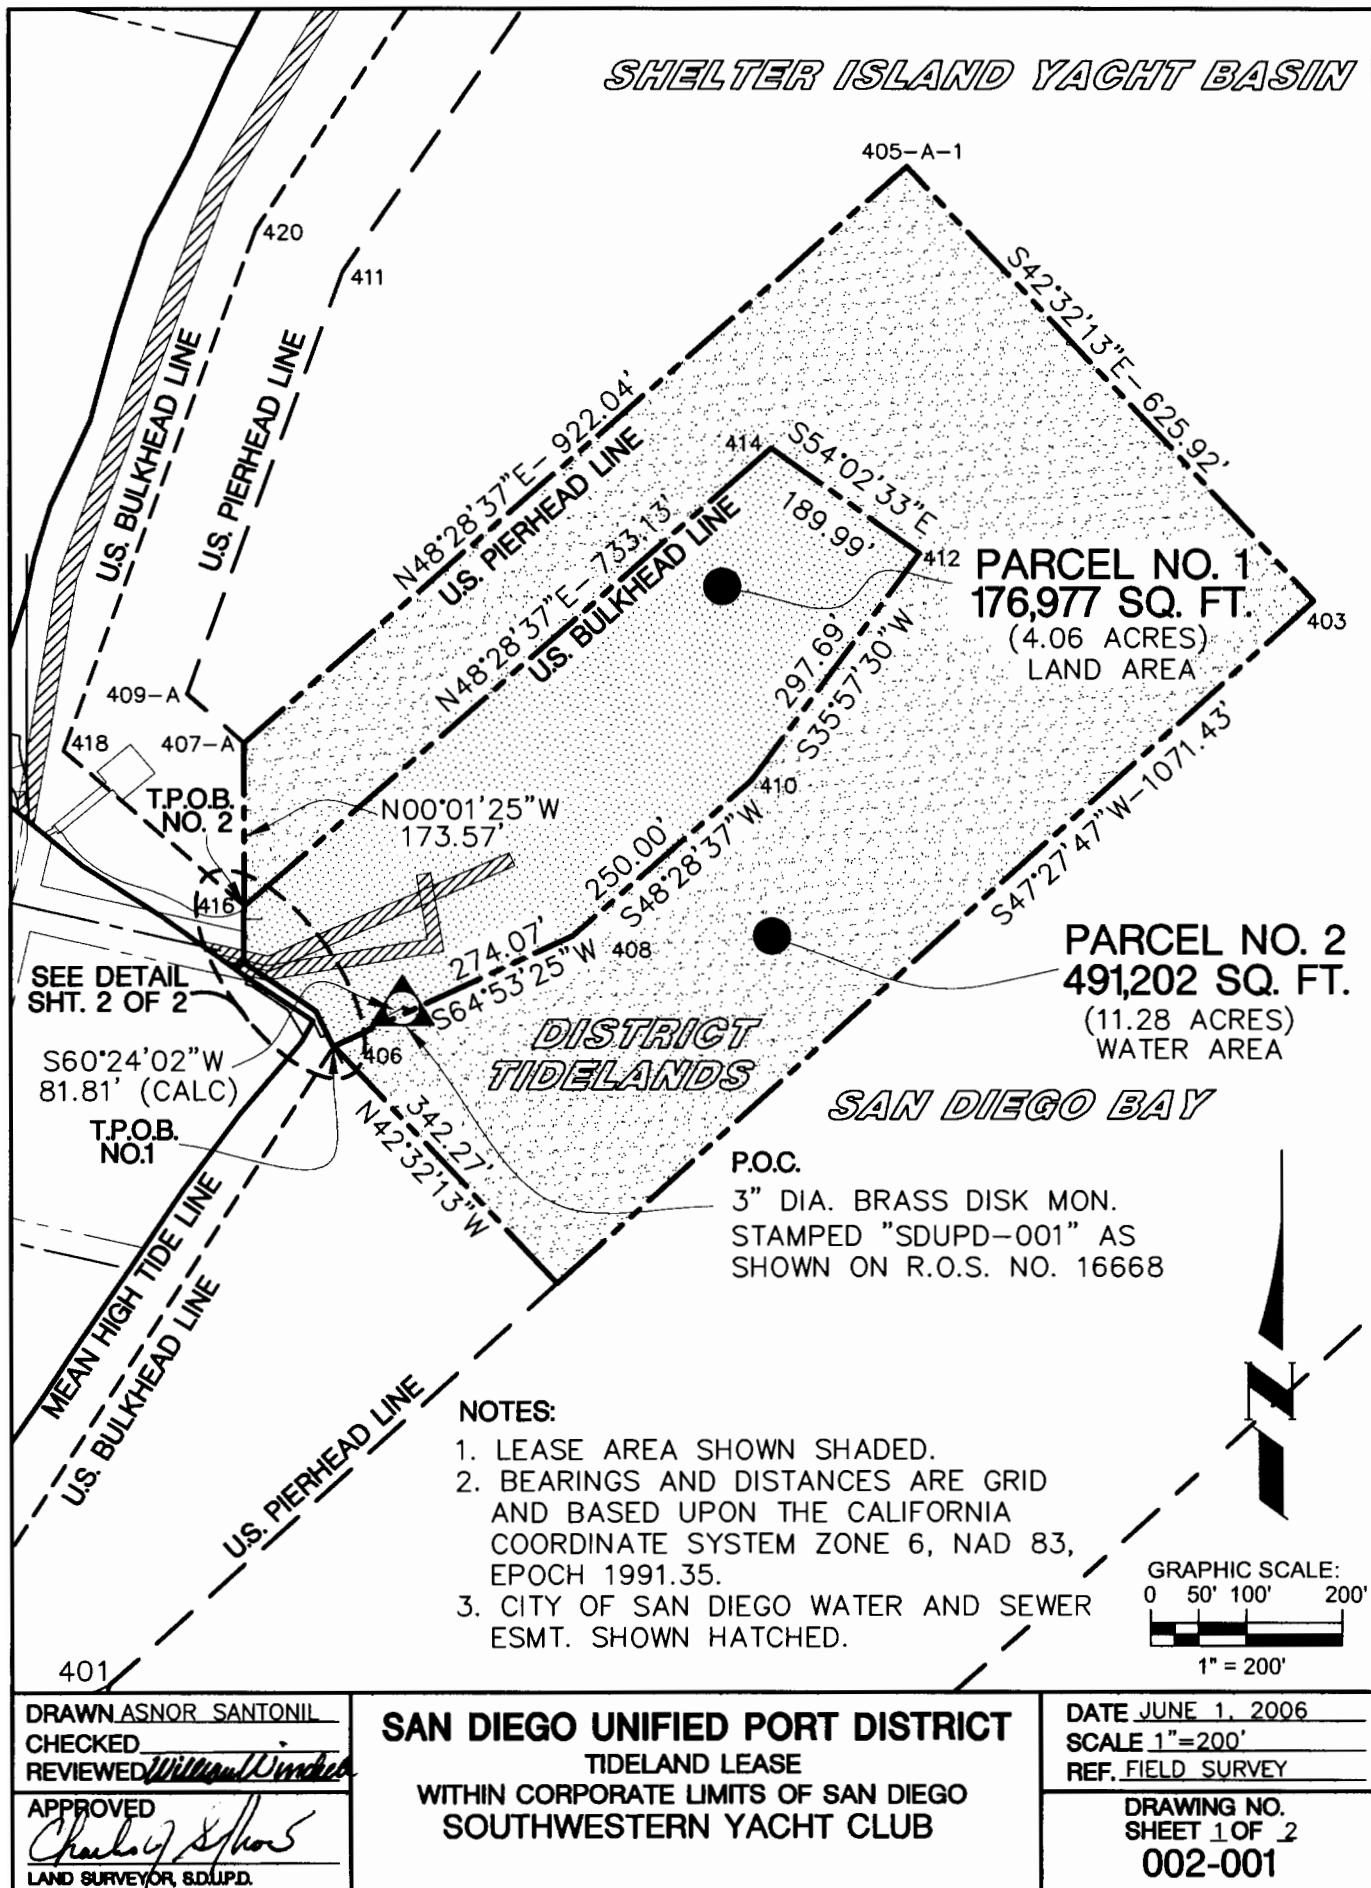 SHELTER ISLAND YACHT BASIN
405-A-1
420
411
S42°32'13"E-625.92'
U.S. BULKHEAD LINE
U.S. PIERHEAD LINE
N48°28'37"E- 922.04'
U.S. PIERHEAD LINE
414
S54°02'33"E
189.99'
N48°28'37"E-733.13'
U.S. BULKHEAD LINE
412
PARCEL NO. 1
176,977 SQ. FT.
(4.06 ACRES)
LAND AREA
403
409-A
418
407-A
297.69'
S35°57'30"W
T.P.O.B.
NO. 2
N00°01'25"W
173.57'
410
S47°27'47"W-1071.43'
250.00'
S48°28'37"W
416
408
274.07'
S64°53'25"W
PARCEL NO. 2
491,202 SQ. FT.
(11.28 ACRES)
WATER AREA
SEE DETAIL
SHT. 2 OF 2
DISTRICT
TIDELANDS
S60°24'02"W
81.81' (CALC)
406
SAN DIEGO BAY
T.P.O.B.
NO.1
342.27'
N42°32'13"W
P.O.C.
3" DIA. BRASS DISK MON.
STAMPED "SDUPD-001" AS
SHOWN ON R.O.S. NO. 16668
MEAN HIGH TIDE LINE
U.S. BULKHEAD LINE
U.S. PIERHEAD LINE
N
NOTES:
1. LEASE AREA SHOWN SHADED.
2. BEARINGS AND DISTANCES ARE GRID
AND BASED UPON THE CALIFORNIA
COORDINATE SYSTEM ZONE 6, NAD 83,
EPOCH 1991.35.
3. CITY OF SAN DIEGO WATER AND SEWER
ESMT. SHOWN HATCHED.
GRAPHIC SCALE:
0 50' 100' 200'
1" = 200'
401
DRAWN ASNOR SANTONIL
CHECKED
REVIEWED William Windell
APPROVED
LAND SURVEYOR, S.D.U.P.D.
SAN DIEGO UNIFIED PORT DISTRICT
TIDELAND LEASE
WITHIN CORPORATE LIMITS OF SAN DIEGO
SOUTHWESTERN YACHT CLUB
DATE JUNE 1, 2006
SCALE 1"=200'
REF. FIELD SURVEY
DRAWING NO.
SHEET 1 OF 2
002-001